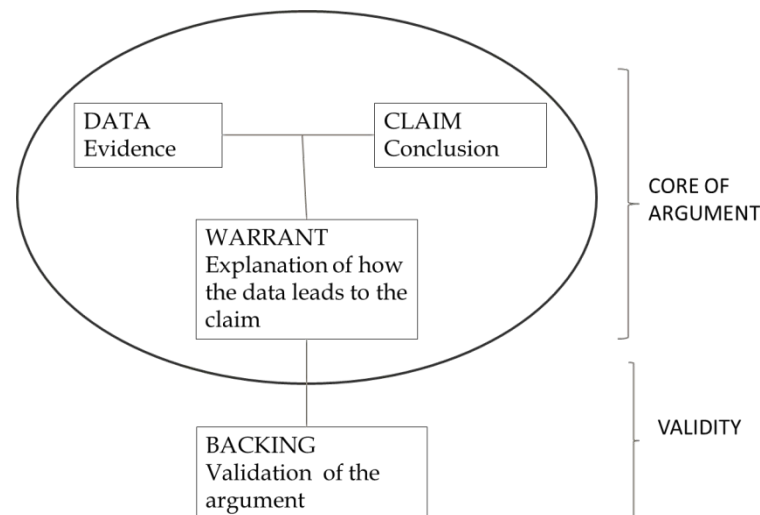 DATA
Evidence
CLAIM
Conclusion
CORE OF
ARGUMENT
WARRANT
Explanation of how
the data leads to the
claim
VALIDITY
BACKING
Validation of the
argument